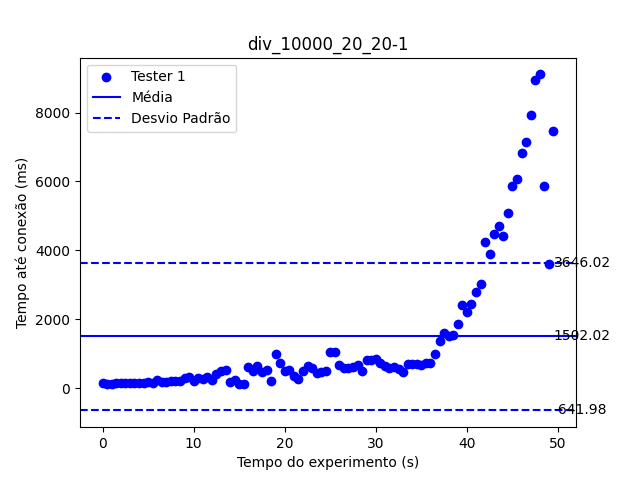 div_10000_20_20-1
Tester 1
Média
Desvio Padrão
8000
6000
4000
2000
0
3646.02
1502.02
-641.98
0 10 20 30 40 50
Tempo do experimento (s)
Tempo até conexão (ms)